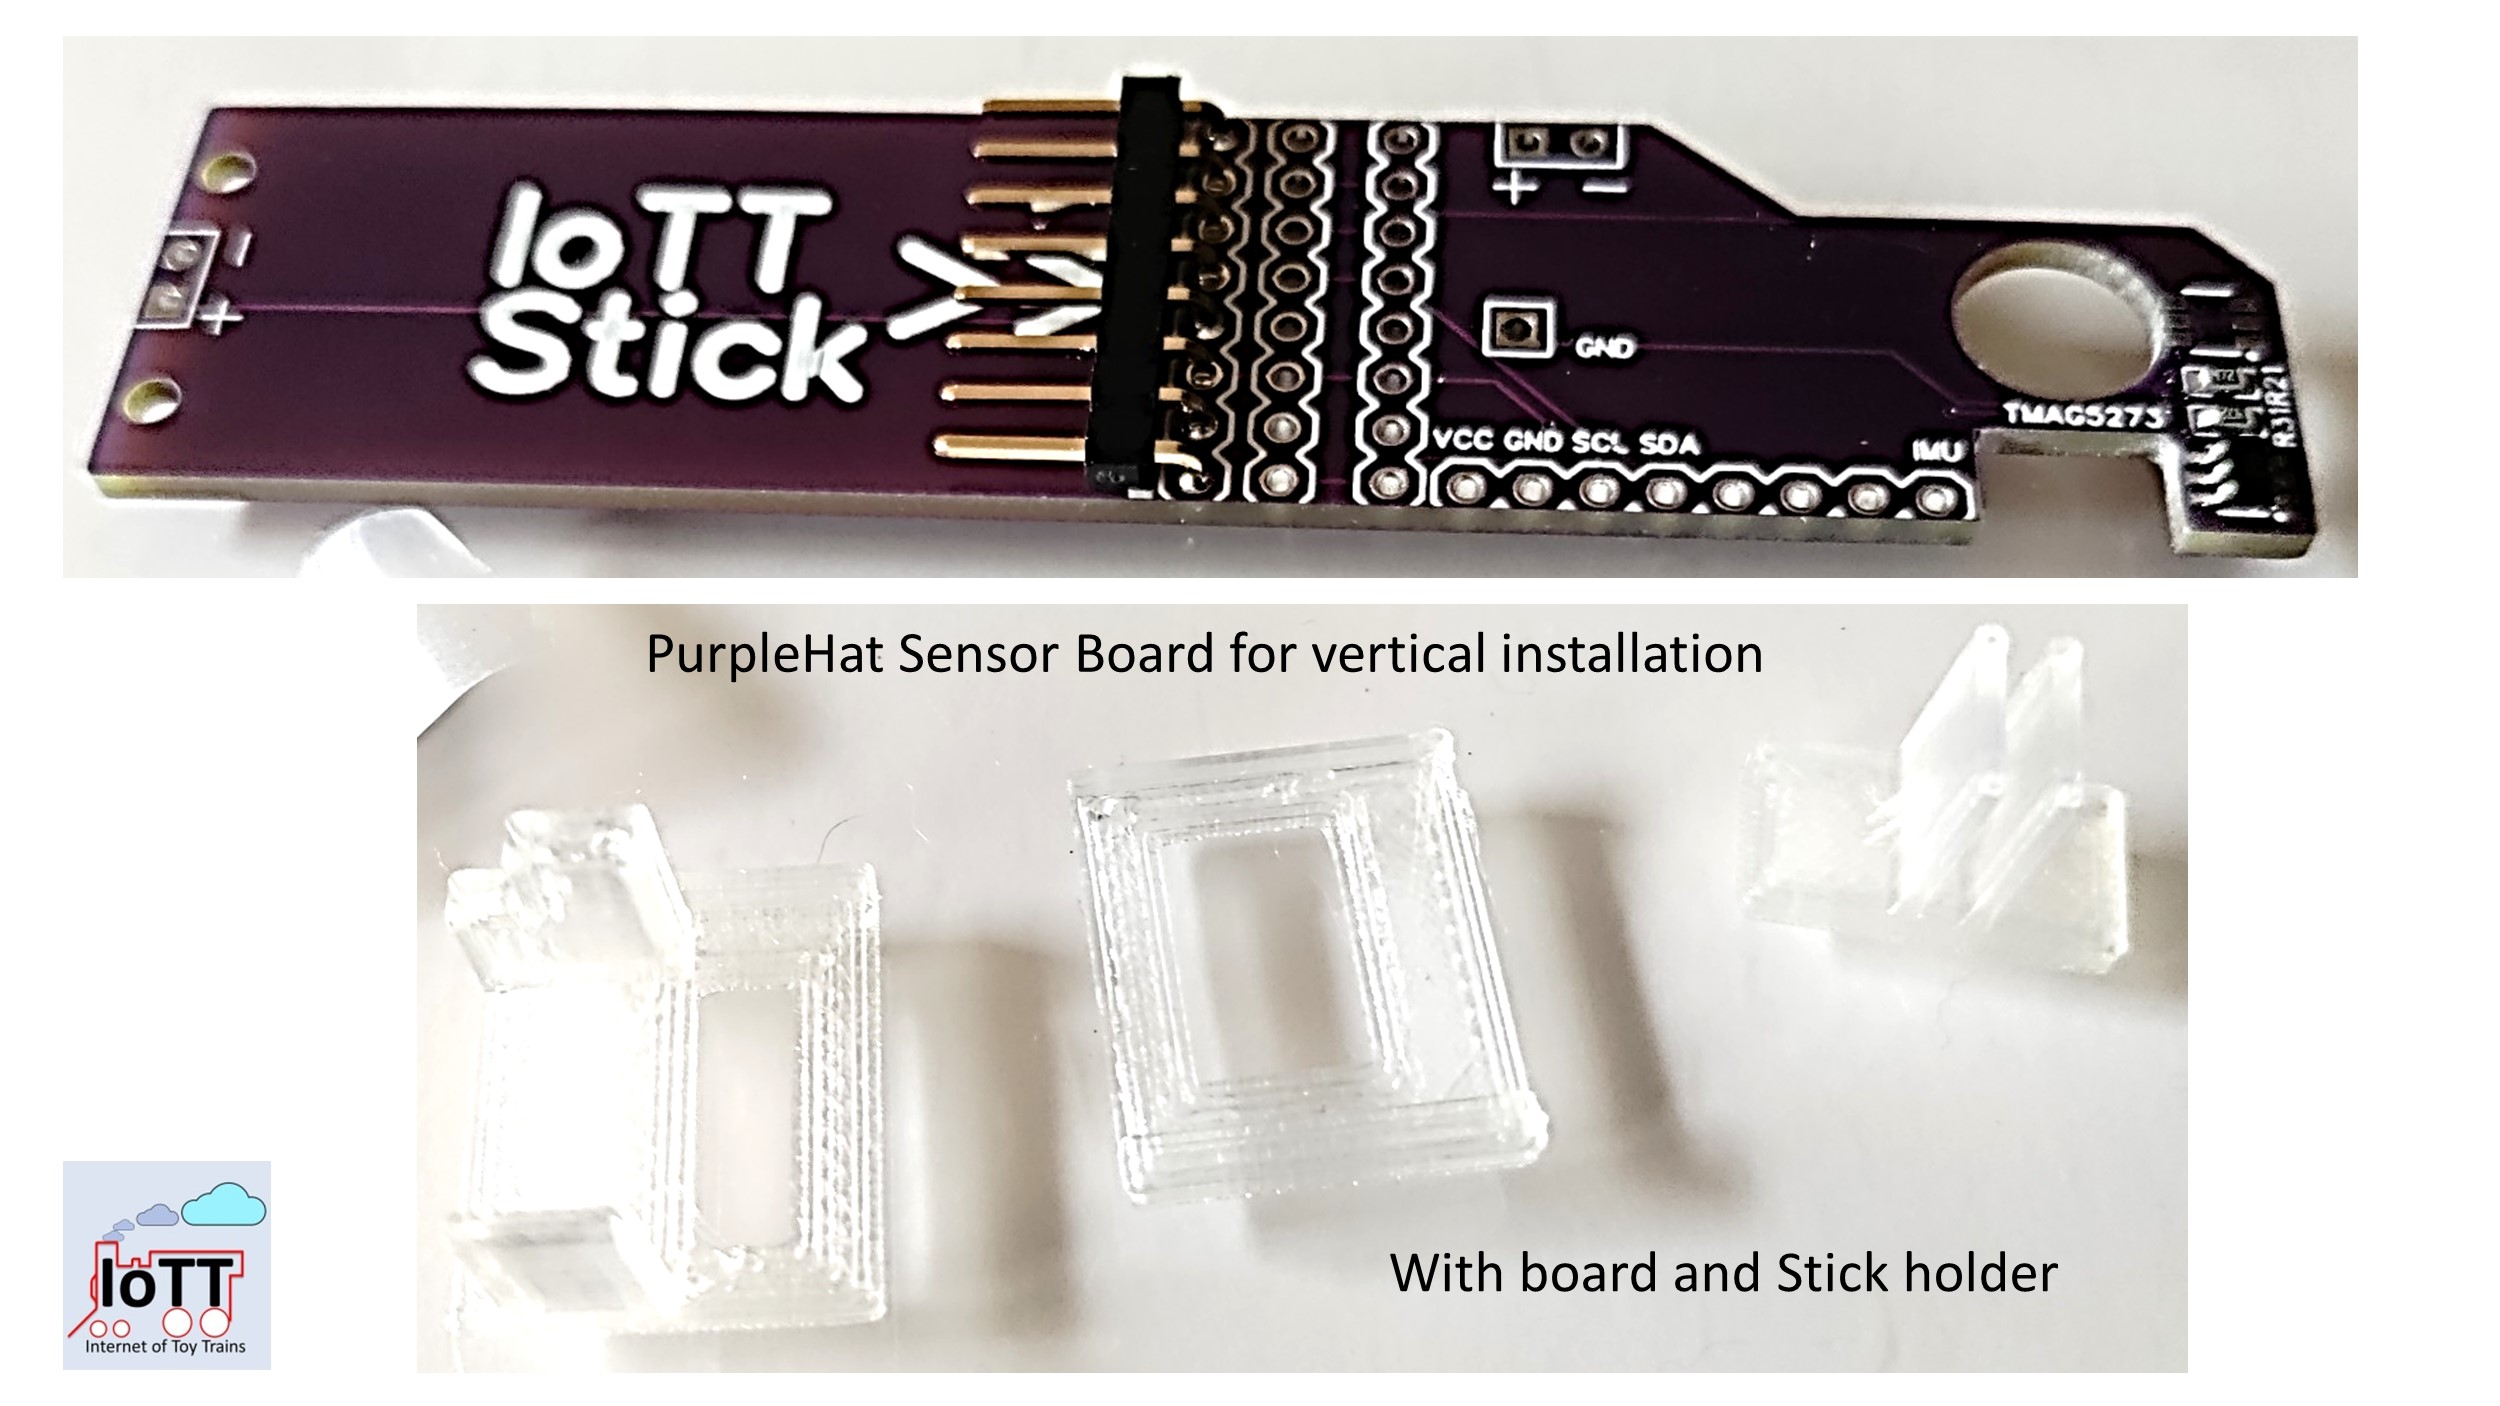 IoTT
Stick
>>
+ −
−
+
GND
VCC GND SCL SDA
IMU
TMAG5273
PurpleHat Sensor Board for vertical installation
With board and Stick holder
IoTT
Internet of Toy Trains